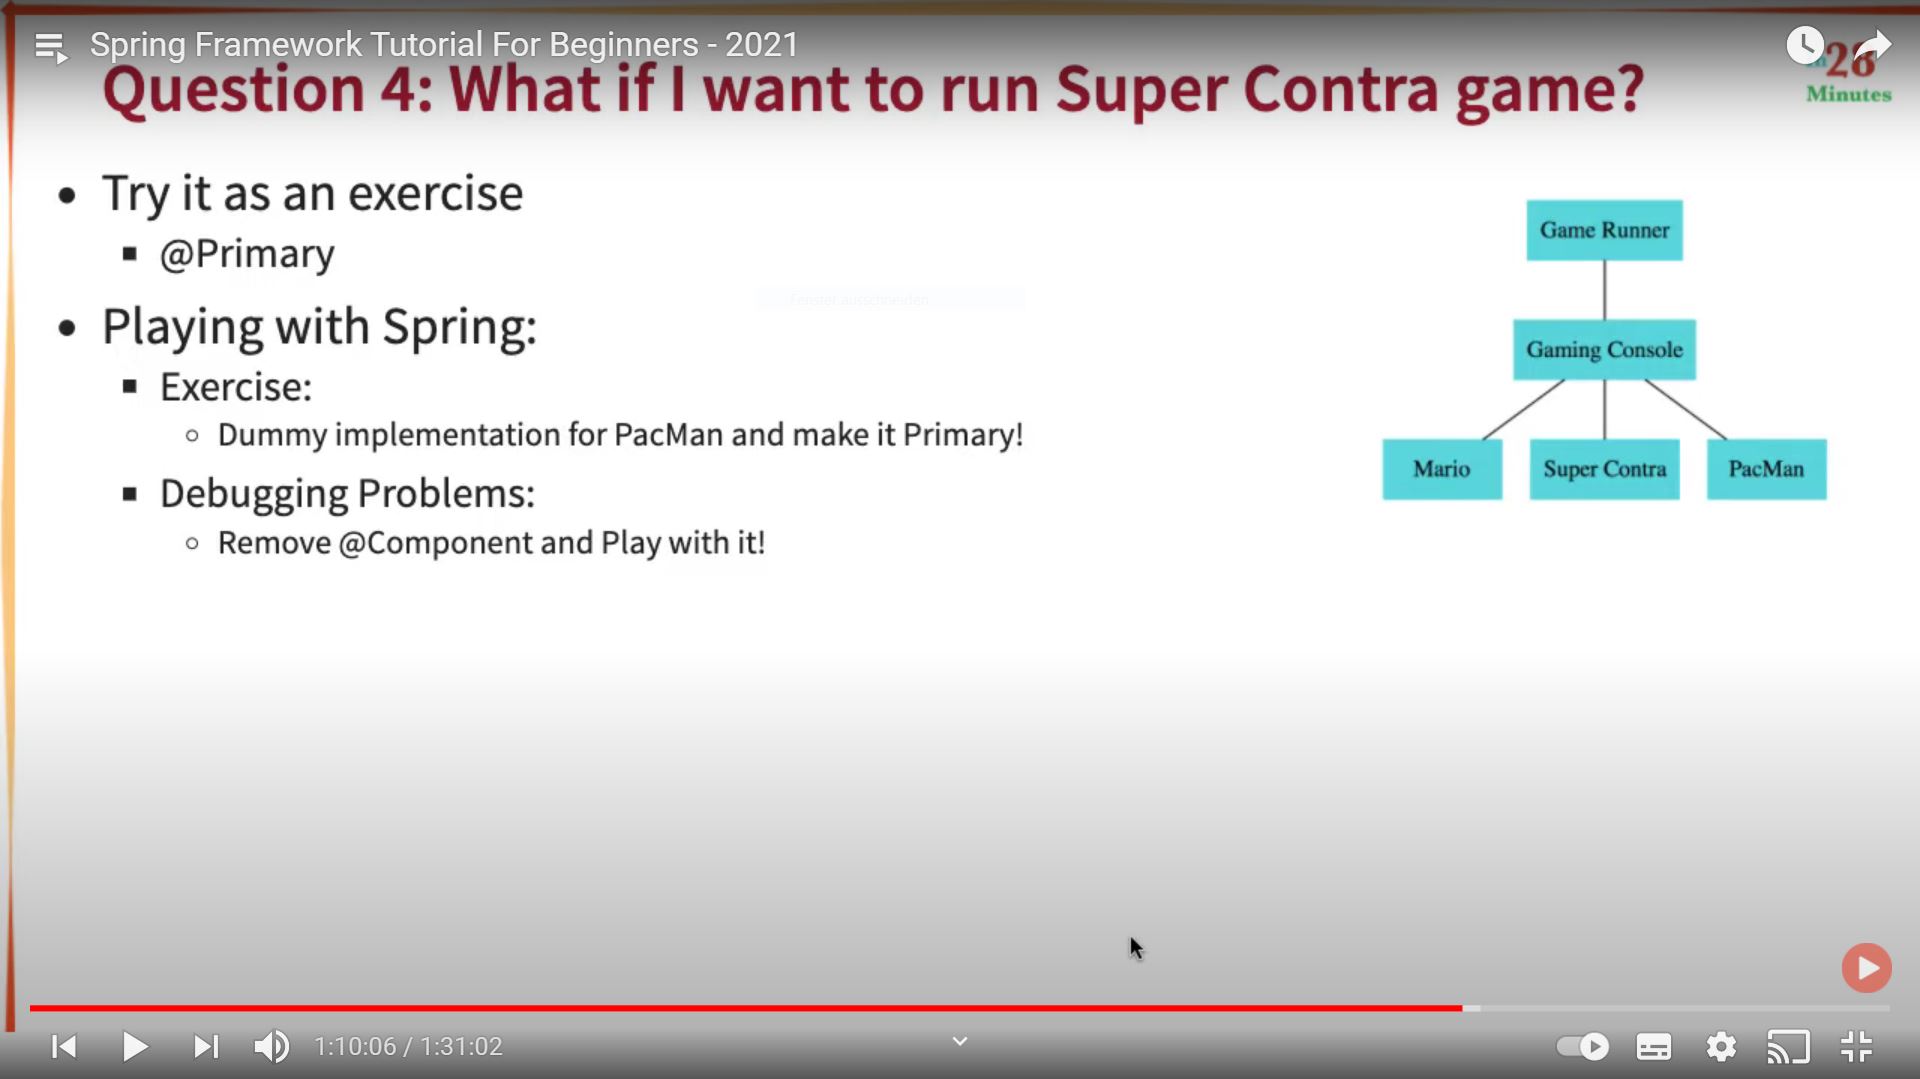 Spring Framework Tutorial For Beginners - 2021
Question 4: What if I want to run Super Contra game?
in28
Minutes
• Try it as an exercise
▪ @Primary
Fenster ausschneiden
• Playing with Spring:
▪ Exercise:
○ Dummy implementation for PacMan and make it Primary!
▪ Debugging Problems:
○ Remove @Component and Play with it!
Game Runner
Gaming Console
Mario
Super Contra
PacMan
1:10:06 / 1:31:02